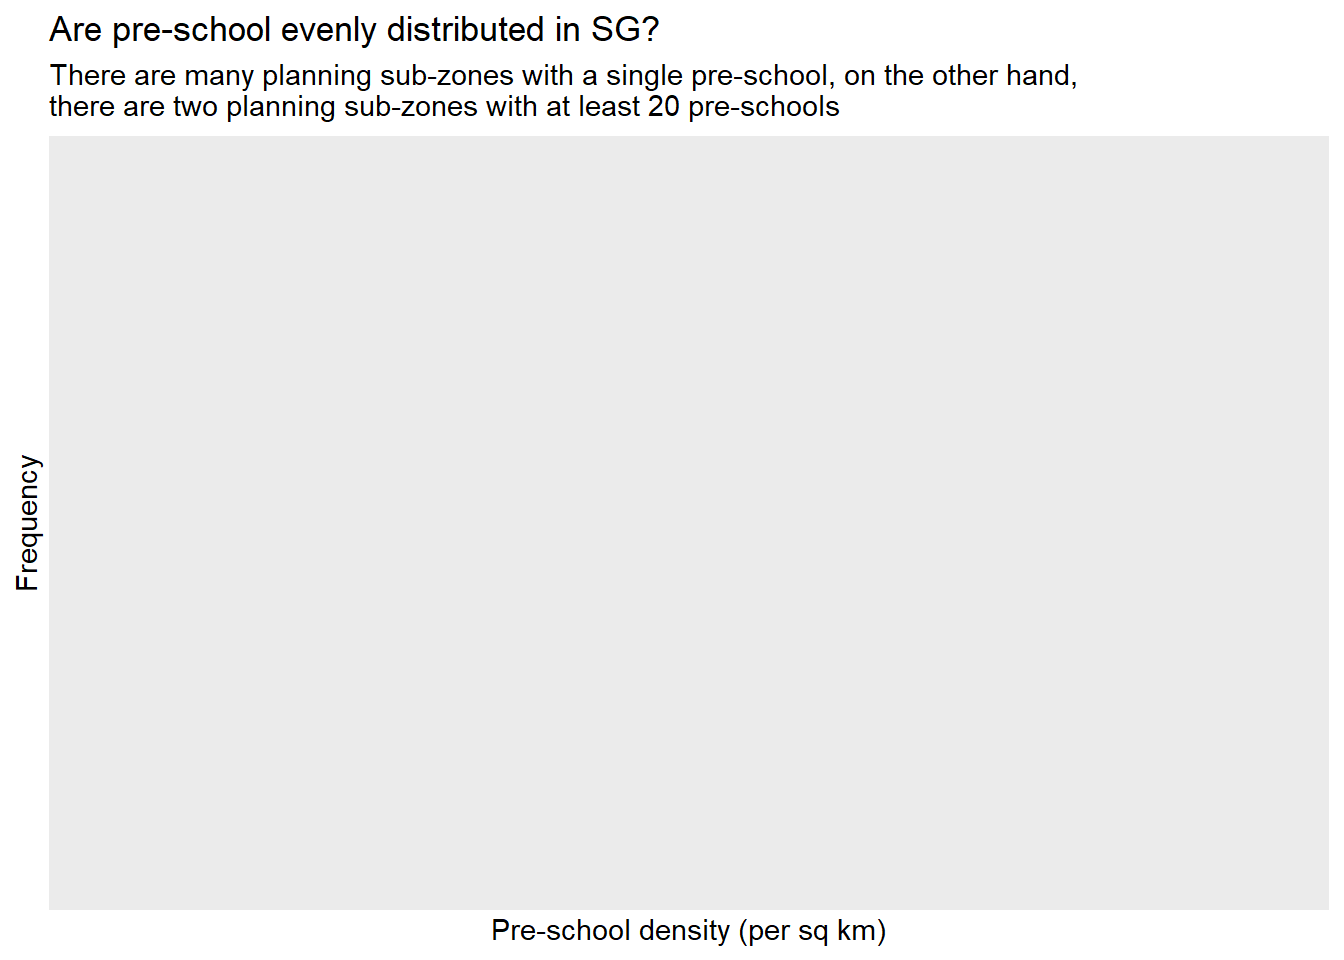 Are pre-school evenly distributed in SG?
There are many planning sub-zones with a single pre-school, on the other hand,
there are two planning sub-zones with at least 20 pre-schools
Frequency
Pre-school density (per sq km)